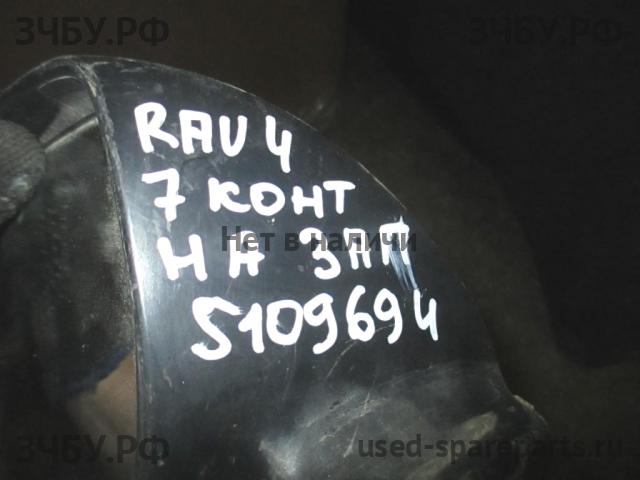 ЗЧБУ.РФ
ЗЧБУ.РФ
RAV 4
7 КОНТ
Нет в наличии
НА ЗАП
5109694
ЗЧБУ.РФ
used-spareparts.ru